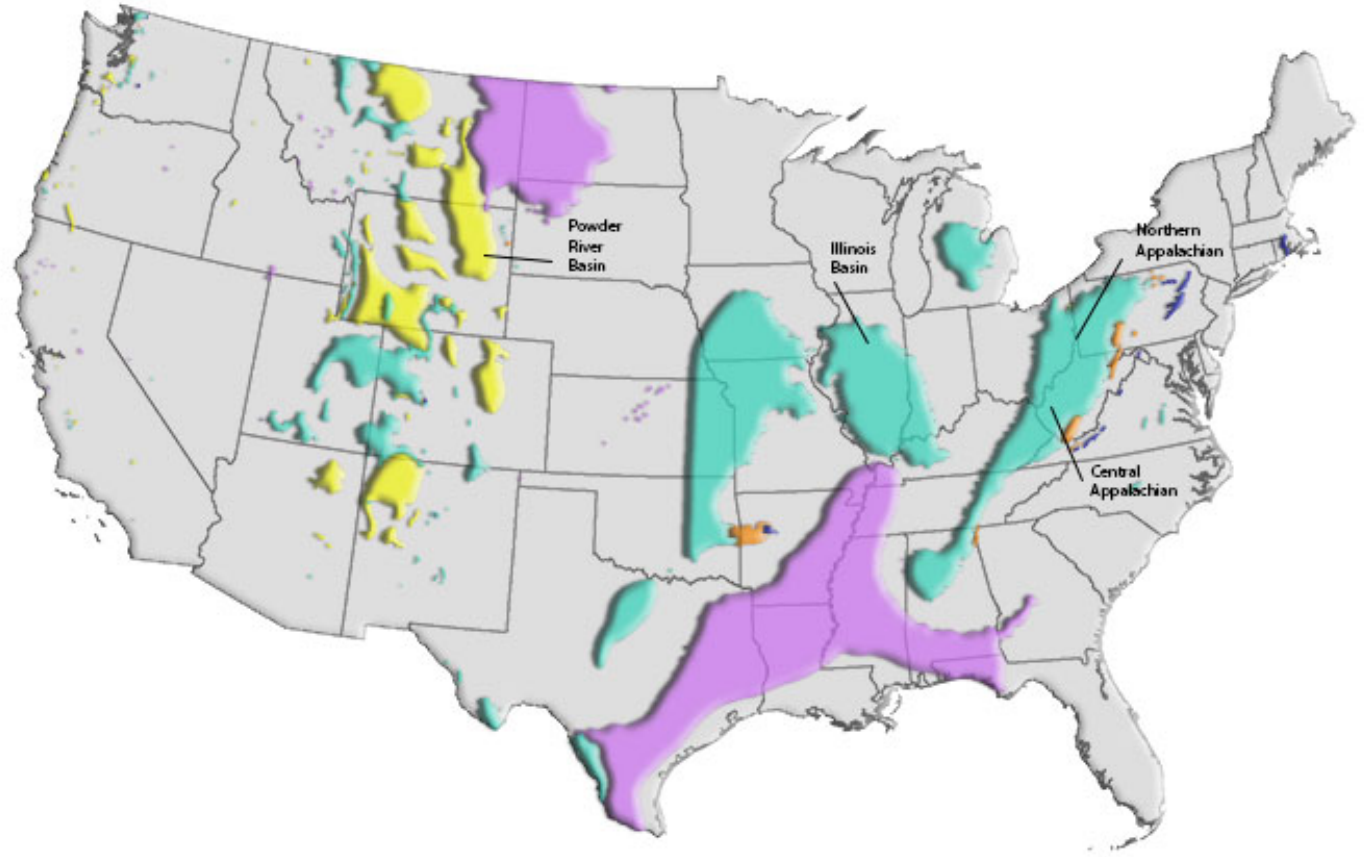 Northern
Appalachian
Powder
River
Basin
Illinois
Basin
Central
Appalachian